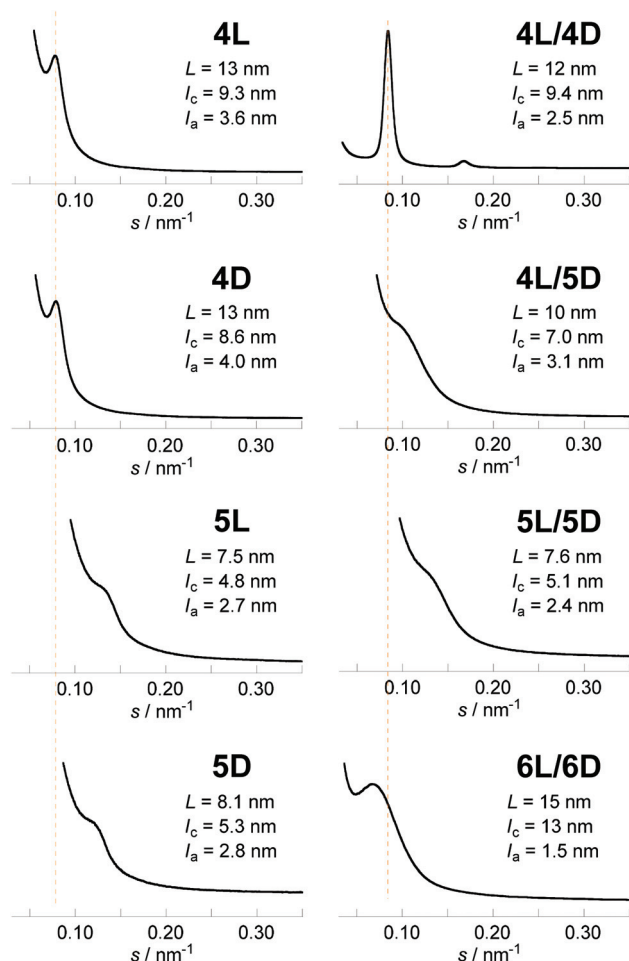 4L
L = 13 nm
lc = 9.3 nm
la = 3.6 nm
0.10 0.20 0.30
s / nm-1
4L/4D
L = 12 nm
lc = 9.4 nm
la = 2.5 nm
0.10 0.20 0.30
s / nm-1
4D
L = 13 nm
lc = 8.6 nm
la = 4.0 nm
0.10 0.20 0.30
s / nm-1
4L/5D
L = 10 nm
lc = 7.0 nm
la = 3.1 nm
0.10 0.20 0.30
s / nm-1
5L
L = 7.5 nm
lc = 4.8 nm
la = 2.7 nm
0.10 0.20 0.30
s / nm-1
5L/5D
L = 7.6 nm
lc = 5.1 nm
la = 2.4 nm
0.10 0.20 0.30
s / nm-1
5D
L = 8.1 nm
lc = 5.3 nm
la = 2.8 nm
0.10 0.20 0.30
s / nm-1
6L/6D
L = 15 nm
lc = 13 nm
la = 1.5 nm
0.10 0.20 0.30
s / nm-1